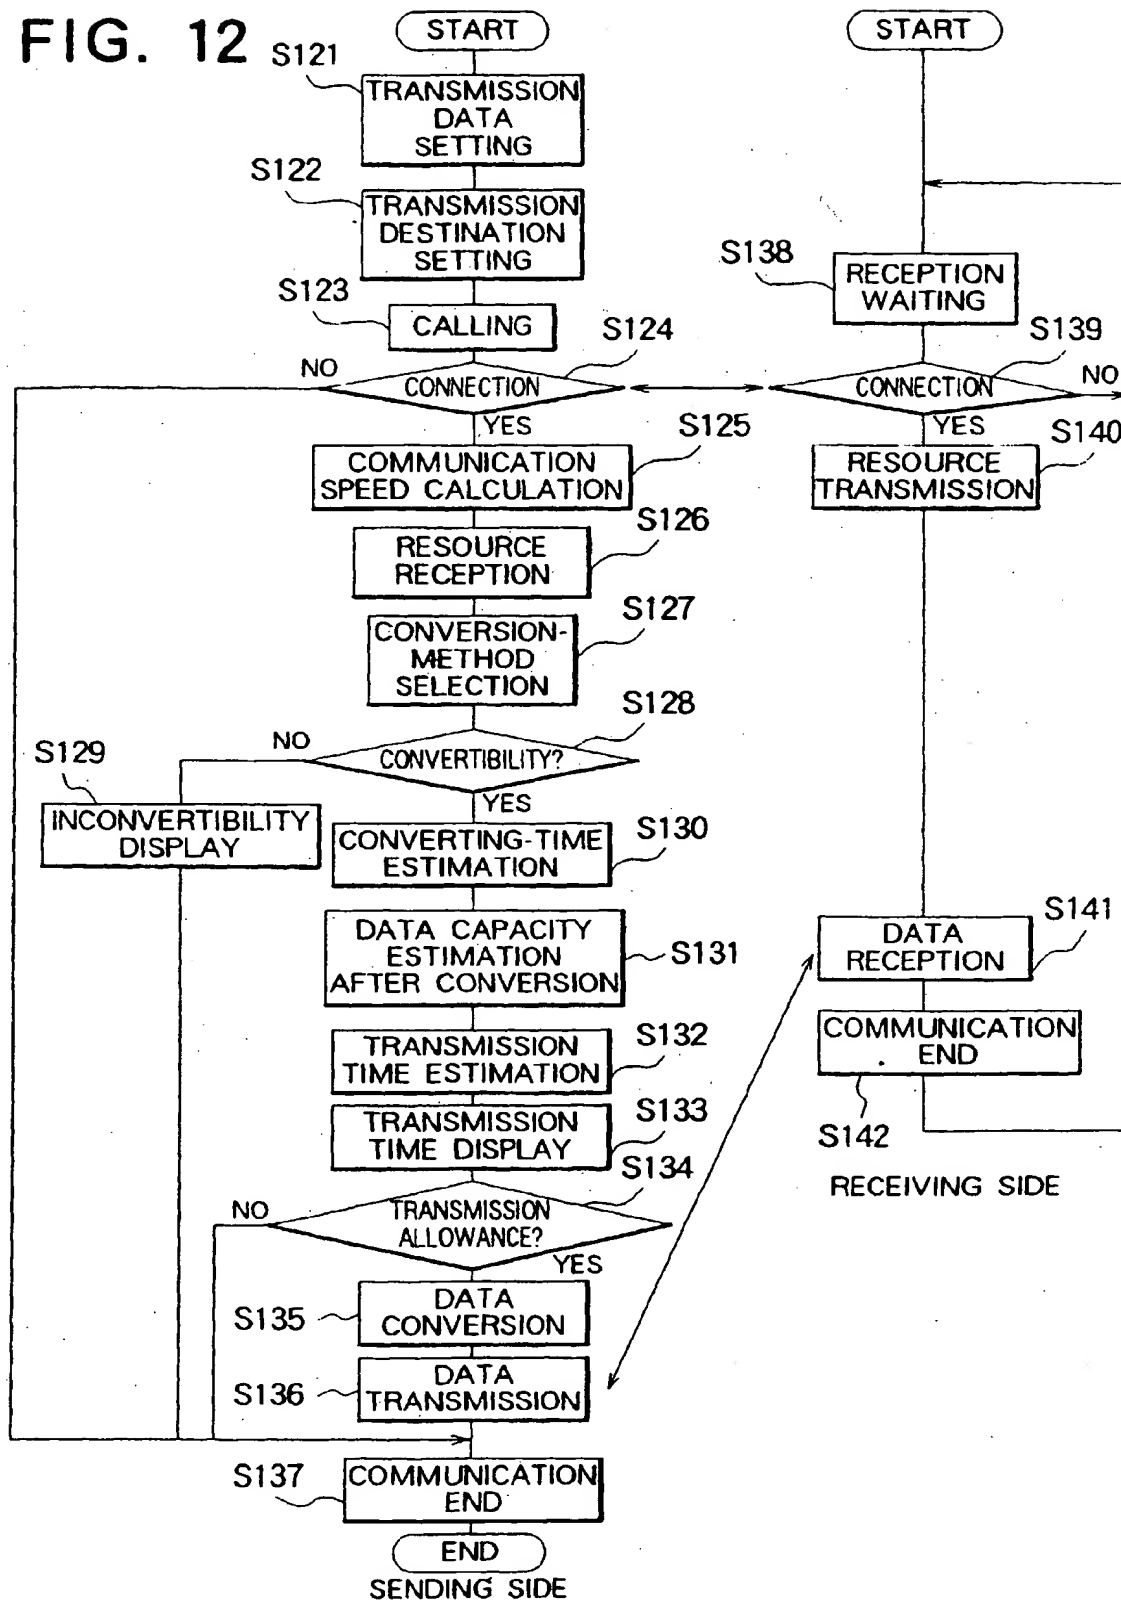 FIG. 12
START
S121
TRANSMISSION
DATA
SETTING
S122
TRANSMISSION
DESTINATION
SETTING
S123
CALLING
S124
NO
CONNECTION
YES
S125
COMMUNICATION
SPEED CALCULATION
S126
RESOURCE
RECEPTION
S127
CONVERSION-
METHOD
SELECTION
S128
NO
CONVERTIBILITY?
YES
S129
INCONVERTIBILITY
DISPLAY
S130
CONVERTING-TIME
ESTIMATION
DATA CAPACITY
ESTIMATION
AFTER CONVERSION
S131
S132
TRANSMISSION
TIME ESTIMATION
S133
TRANSMISSION
TIME DISPLAY
S134
NO
TRANSMISSION
ALLOWANCE?
YES
S135
DATA
CONVERSION
S136
DATA
TRANSMISSION
S137
COMMUNICATION
END
END
SENDING SIDE
START
S138
RECEPTION
WAITING
S139
CONNECTION
NO
YES
S140
RESOURCE
TRANSMISSION
S141
DATA
RECEPTION
COMMUNICATION
END
S142
RECEIVING SIDE